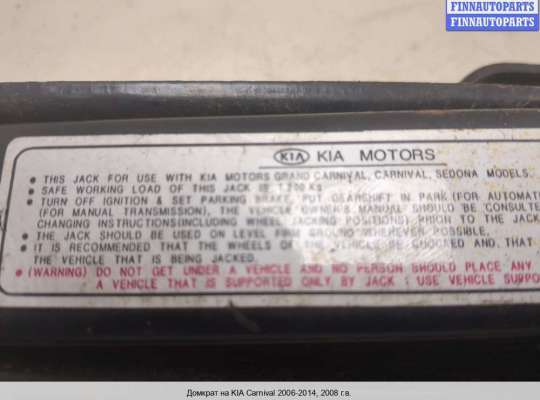 FINNAUTOPARTS
FINNAUTOPARTS
FINNAUTOPARTS
KIA KIA MOTORS
• THIS JACK FOR USE WITH KIA MOTORS GRAND CARNIVAL, CARNIVAL, SEDONA MODELS.
• SAFE WORKING LOAD OF THIS JACK IS 1,200 Kg
• TURN OFF IGNITION & SET PARKING BRAKE, PUT GEARSHIFT IN PARK (FOR AUTOMAT
(FOR MANUAL TRANSMISSION), THE VEHICLE OWNER'S MANUAL SHOULD BE CONSULTE
CHANGING INSTRUCTIONS(INCLUDING WHEEL JACKING POSITIONS) PRIOR TO THE JACK
• THE JACK SHOULD BE USED ON LEVEL FIRM GROUND WHEREVER POSSIBLE.
• IT IS RECOMMENDED THAT THE WHEELS OF THE VEHICLE BE CHOCKED AND, THAT
THE VEHICLE THAT IS BEING JACKED.
• (WARNING) DO NOT GET UNDER A VEHICLE AND NO PERSON SHOULD PLACE ANY
A VEHICLE THAT IS SUPPORTED ONLY BY JACK : USE VEHICLE SUPPO
Домкрат на KIA Carnival 2006-2014, 2008 г.в.